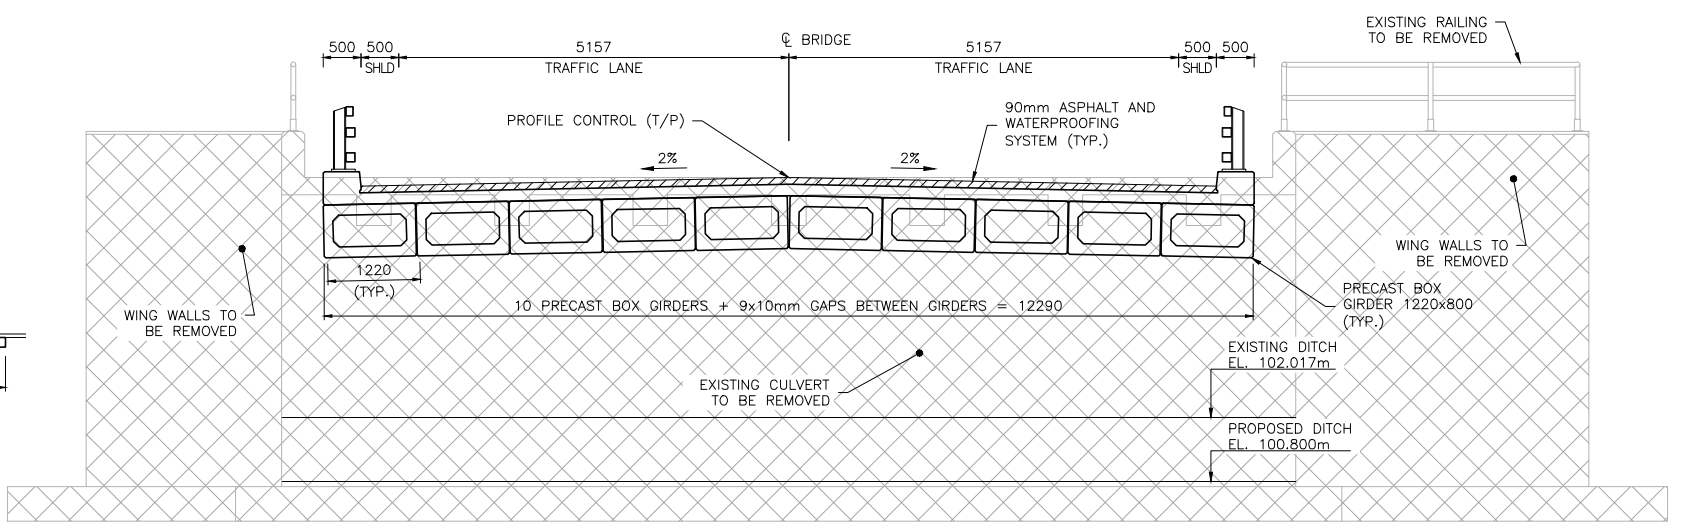 EXISTING RAILING
TO BE REMOVED
500
500
5157
℄ BRIDGE
5157
500
500
SHLD
TRAFFIC LANE
TRAFFIC LANE
SHLD
PROFILE CONTROL (T/P)
90mm ASPHALT AND
WATERPROOFING
SYSTEM (TYP.)
2%
2%
WING WALLS TO
BE REMOVED
1220
(TYP.)
10 PRECAST BOX GIRDERS + 9x10mm GAPS BETWEEN GIRDERS = 12290
PRECAST BOX
GIRDER 1220x800
(TYP.)
WING WALLS TO
BE REMOVED
EXISTING DITCH
EL. 102.017m
EXISTING CULVERT
TO BE REMOVED
PROPOSED DITCH
EL. 100.800m